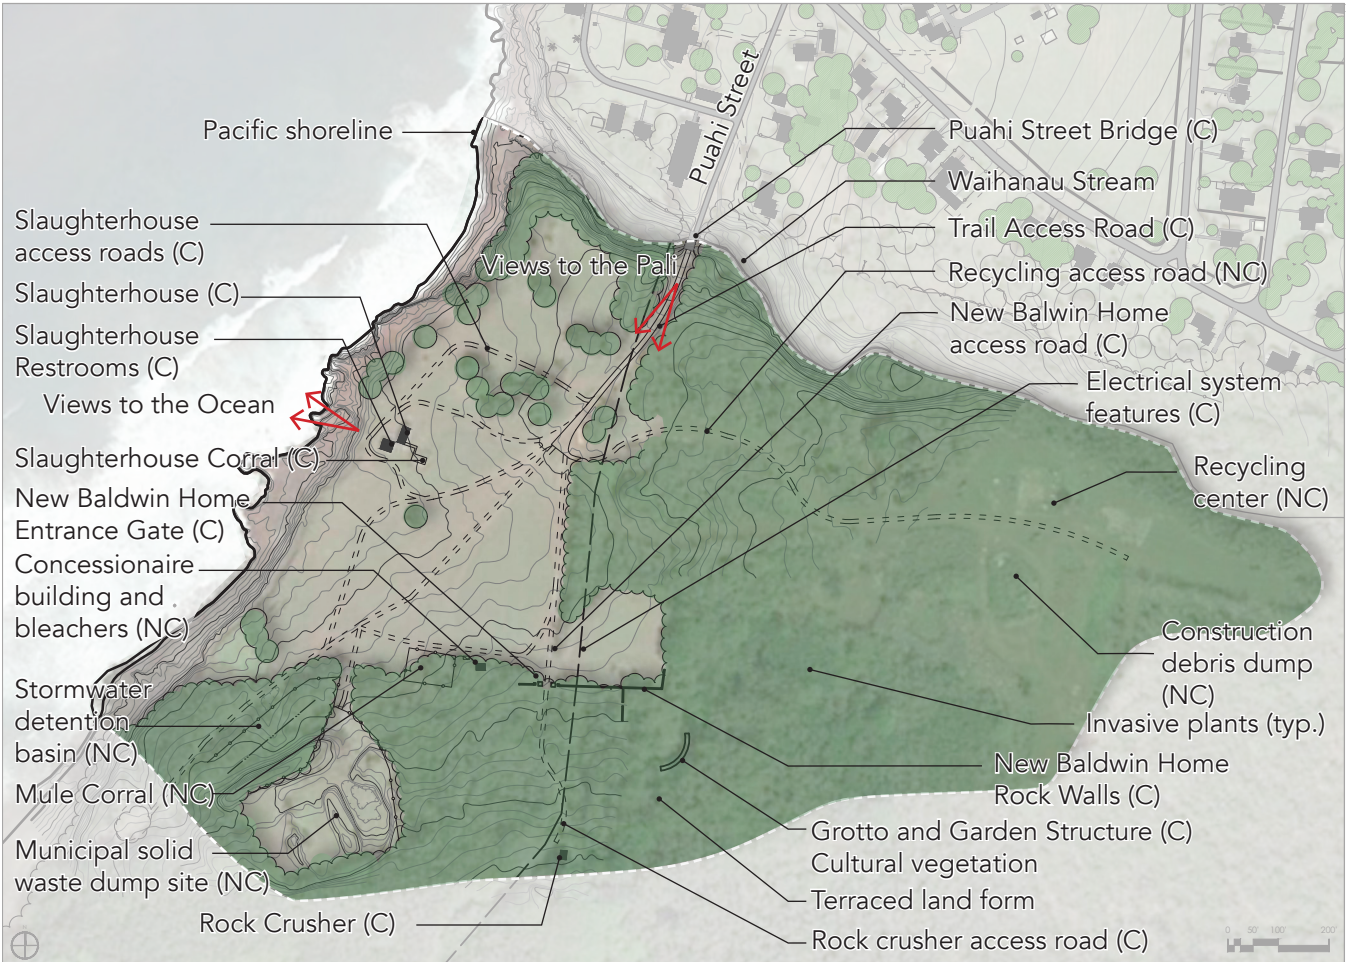 Puahi Street
Pacific shoreline
Slaughterhouse
access roads (C)
Slaughterhouse (C)
Slaughterhouse
Restrooms (C)
Views to the Ocean
Slaughterhouse Corral (C)
New Baldwin Home
Entrance Gate (C)
Concessionaire
building and
bleachers (NC)
Stormwater
detention
basin (NC)
Mule Corral (NC)
Municipal solid
waste dump site (NC)
Rock Crusher (C)
Views to the Pali
Puahi Street Bridge (C)
Waihanau Stream
Trail Access Road (C)
Recycling access road (NC)
New Balwin Home
access road (C)
Electrical system
features (C)
Recycling
center (NC)
Construction
debris dump
(NC)
Invasive plants (typ.)
New Baldwin Home
Rock Walls (C)
Grotto and Garden Structure (C)
Cultural vegetation
Terraced land form
Rock crusher access road (C)
0 50' 100' 200'